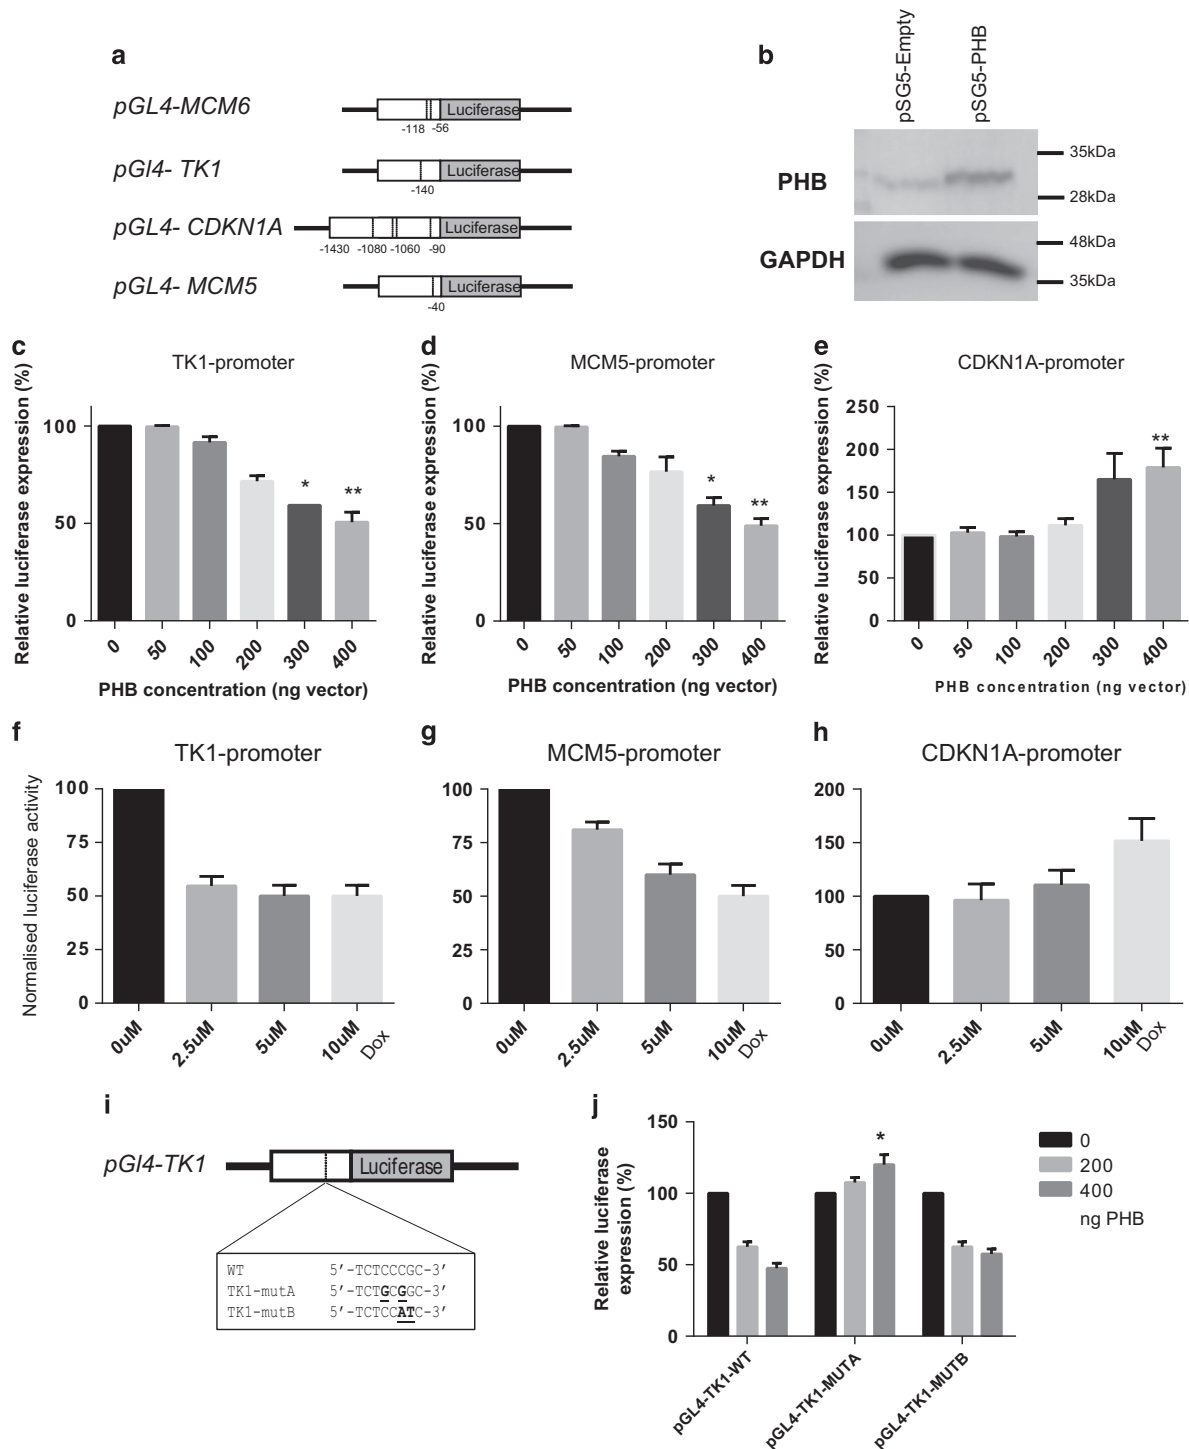 a
pGL4-MCM6
Luciferase
-118 -56
pGl4- TK1
Luciferase
-140
pGL4- CDKN1A
Luciferase
-1430 -1080 -1060 -90
pGL4- MCM5
Luciferase
-40
b
pSG5-Empty
pSG5-PHB
PHB
35kDa
28kDa
GAPDH
48kDa
35kDa
c
TK1-promoter
Relative luciferase expression (%)
100
50
0
* **
0 50 100 200 300 400
PHB concentration (ng vector)
d
MCM5-promoter
Relative luciferase expression (%)
100
50
0
* **
0 50 100 200 300 400
PHB concentration (ng vector)
e
CDKN1A-promoter
Relative luciferase expression (%)
250
200
150
100
50
0
**
0 50 100 200 300 400
PHB concentration (ng vector)
f
TK1-promoter
Normalised luciferase activity
100
75
50
25
0
0uM 2.5uM 5uM 10uM
Dox
g
MCM5-promoter
100
75
50
25
0
0uM 2.5uM 5uM 10uM
Dox
h
CDKN1A-promoter
200
150
100
50
0
0uM 2.5uM 5uM 10uM
Dox
i
pGl4-TK1
Luciferase
WT 5′-TCTCCCGC-3′
TK1-mutA 5′-TCTGCGGC-3′
TK1-mutB 5′-TCTCCATC-3′
j
Relative luciferase
expression (%)
150
100
50
0
*
pGL4-TK1-WT
pGL4-TK1-MUTA
pGL4-TK1-MUTB
0
200
400
ng PHB